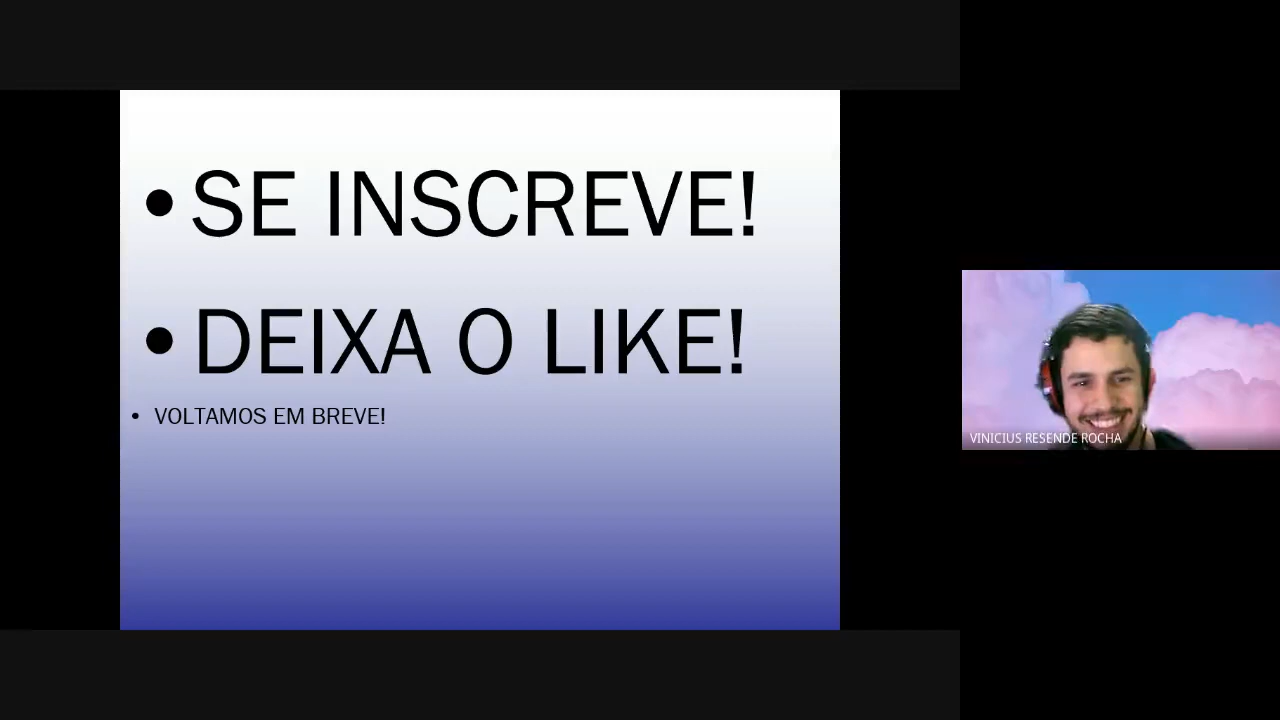 • SE INSCREVE!
• DEIXA O LIKE!
• VOLTAMOS EM BREVE!
VINICIUS RESENDE ROCHA